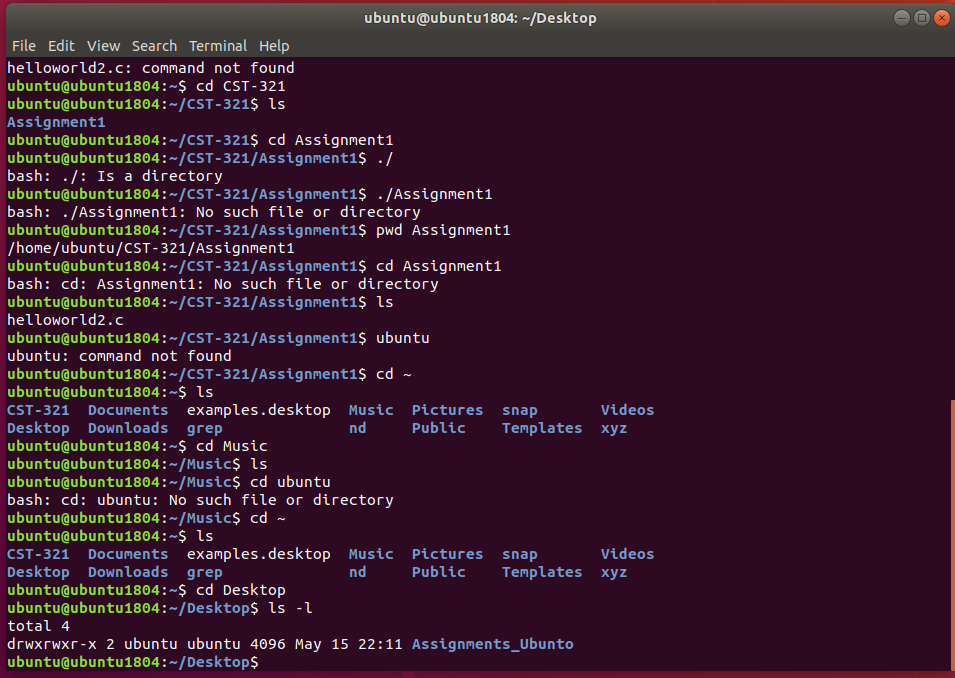 ubuntu@ubuntu1804: ~/Desktop
File Edit View Search Terminal Help
helloworld2.c: command not found
ubuntu@ubuntu1804:~$ cd CST-321
ubuntu@ubuntu1804:~/CST-321$ ls
Assignment1
ubuntu@ubuntu1804:~/CST-321$ cd Assignment1
ubuntu@ubuntu1804:~/CST-321/Assignment1$ ./
bash: ./: Is a directory
ubuntu@ubuntu1804:~/CST-321/Assignment1$ ./Assignment1
bash: ./Assignment1: No such file or directory
ubuntu@ubuntu1804:~/CST-321/Assignment1$ pwd Assignment1
/home/ubuntu/CST-321/Assignment1
ubuntu@ubuntu1804:~/CST-321/Assignment1$ cd Assignment1
bash: cd: Assignment1: No such file or directory
ubuntu@ubuntu1804:~/CST-321/Assignment1$ ls
helloworld2.c
ubuntu@ubuntu1804:~/CST-321/Assignment1$ ubuntu
ubuntu: command not found
ubuntu@ubuntu1804:~/CST-321/Assignment1$ cd ~
ubuntu@ubuntu1804:~$ ls
CST-321  Documents  examples.desktop  Music  Pictures  snap       Videos
Desktop  Downloads  grep              nd     Public    Templates  xyz
ubuntu@ubuntu1804:~$ cd Music
ubuntu@ubuntu1804:~/Music$ ls
ubuntu@ubuntu1804:~/Music$ cd ubuntu
bash: cd: ubuntu: No such file or directory
ubuntu@ubuntu1804:~/Music$ cd ~
ubuntu@ubuntu1804:~$ ls
CST-321  Documents  examples.desktop  Music  Pictures  snap       Videos
Desktop  Downloads  grep              nd     Public    Templates  xyz
ubuntu@ubuntu1804:~$ cd Desktop
ubuntu@ubuntu1804:~/Desktop$ ls -l
total 4
drwxrwxr-x 2 ubuntu ubuntu 4096 May 15 22:11 Assignments_Ubunto
ubuntu@ubuntu1804:~/Desktop$